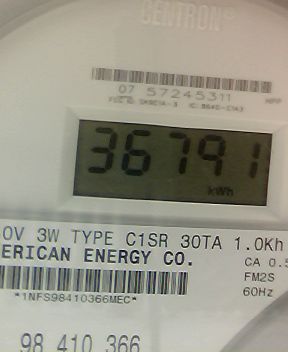 CENTRON®
07 57245311
36791
kWh
0V 3W TYPE C1SR 30TA 1.0Kh
ERICAN ENERGY CO.
CA 0.5
FM2S
*1NFS98410366MEC*
60Hz
98 410 366